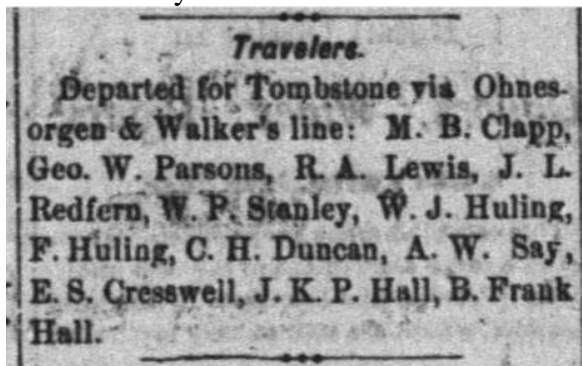 Travelers.
Departed for Tombstone via Ohnes-
orgen & Walker's line: M. B. Clapp,
Geo. W. Parsons, R. A. Lewis, J. L.
Redfern, W. P. Stanley, W. J. Huling,
F. Huling, C. H. Duncan, A. W. Say,
E. S. Cresswell, J. K. P. Hall, B. Frank
Hall.